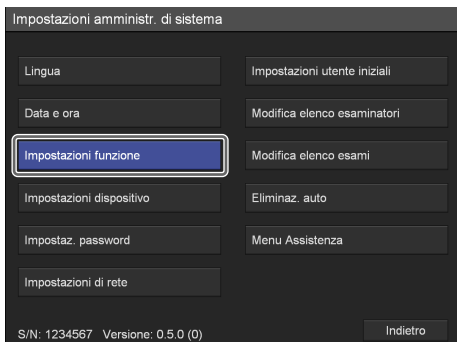 Impostazioni amministr. di sistema
Lingua
Data e ora
Impostazioni funzione
Impostazioni dispositivo
Impostaz. password
Impostazioni di rete
Impostazioni utente iniziali
Modifica elenco esaminatori
Modifica elenco esami
Eliminaz. auto
Menu Assistenza
S/N: 1234567 Versione: 0.5.0 (0)
Indietro